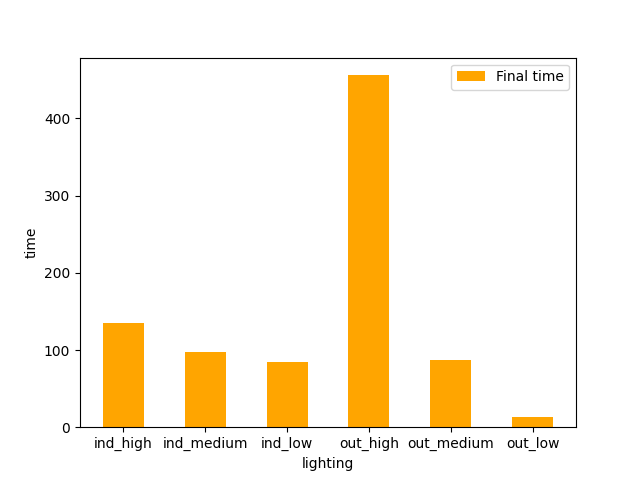 Final time
400
300
200
100
0
time
ind_high ind_medium ind_low out_high out_medium out_low
lighting